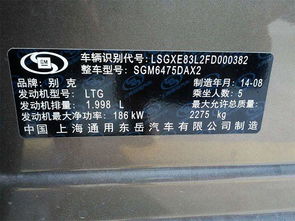 SGM
车辆识别代号: LSGXE83L2FD000382
整车型号: SGM6475DAX2
品牌: 别克 制造年月: 14-08
发动机型号: LTG 乘坐人数: 5
发动机排量: 1.998 L 最大允许总质量:
发动机最大净功率: 186 kW 2275 kg
中国 上海通用东岳汽车有限公司 制造